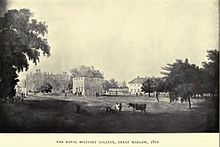 THE ROYAL MILITARY COLLEGE, GREAT MARLOW, 1810